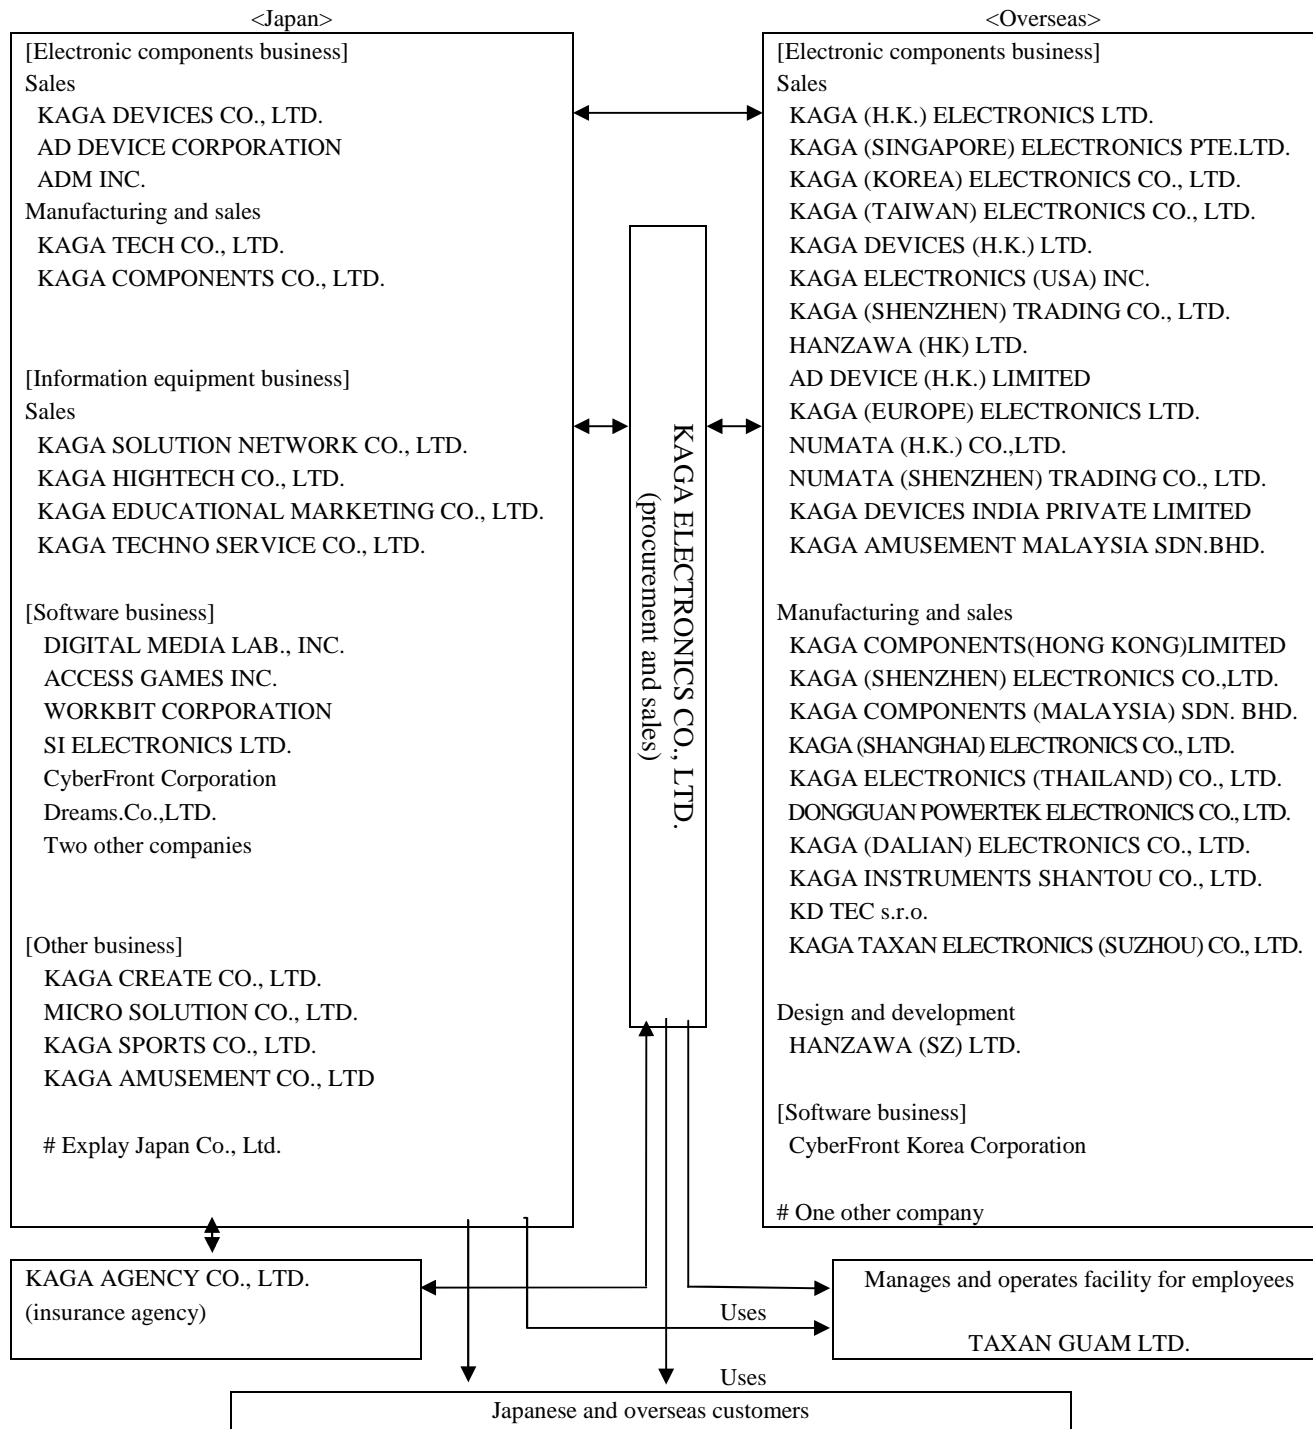 <Japan>
[Electronic components business]
Sales
KAGA DEVICES CO., LTD.
AD DEVICE CORPORATION
ADM INC.
Manufacturing and sales
KAGA TECH CO., LTD.
KAGA COMPONENTS CO., LTD.
[Information equipment business]
Sales
KAGA SOLUTION NETWORK CO., LTD.
KAGA HIGHTECH CO., LTD.
KAGA EDUCATIONAL MARKETING CO., LTD.
KAGA TECHNO SERVICE CO., LTD.
[Software business]
DIGITAL MEDIA LAB., INC.
ACCESS GAMES INC.
WORKBIT CORPORATION
SI ELECTRONICS LTD.
CyberFront Corporation
Dreams.Co.,LTD.
Two other companies
[Other business]
KAGA CREATE CO., LTD.
MICRO SOLUTION CO., LTD.
KAGA SPORTS CO., LTD.
KAGA AMUSEMENT CO., LTD
# Explay Japan Co., Ltd.
KAGA ELECTRONICS CO., LTD.
(procurement and sales)
<Overseas>
[Electronic components business]
Sales
KAGA (H.K.) ELECTRONICS LTD.
KAGA (SINGAPORE) ELECTRONICS PTE.LTD.
KAGA (KOREA) ELECTRONICS CO., LTD.
KAGA (TAIWAN) ELECTRONICS CO., LTD.
KAGA DEVICES (H.K.) LTD.
KAGA ELECTRONICS (USA) INC.
KAGA (SHENZHEN) TRADING CO., LTD.
HANZAWA (HK) LTD.
AD DEVICE (H.K.) LIMITED
KAGA (EUROPE) ELECTRONICS LTD.
NUMATA (H.K.) CO.,LTD.
NUMATA (SHENZHEN) TRADING CO., LTD.
KAGA DEVICES INDIA PRIVATE LIMITED
KAGA AMUSEMENT MALAYSIA SDN.BHD.
Manufacturing and sales
KAGA COMPONENTS(HONG KONG)LIMITED
KAGA (SHENZHEN) ELECTRONICS CO.,LTD.
KAGA COMPONENTS (MALAYSIA) SDN. BHD.
KAGA (SHANGHAI) ELECTRONICS CO., LTD.
KAGA ELECTRONICS (THAILAND) CO., LTD.
DONGGUAN POWERTEK ELECTRONICS CO., LTD.
KAGA (DALIAN) ELECTRONICS CO., LTD.
KAGA INSTRUMENTS SHANTOU CO., LTD.
KD TEC s.r.o.
KAGA TAXAN ELECTRONICS (SUZHOU) CO., LTD.
Design and development
HANZAWA (SZ) LTD.
[Software business]
CyberFront Korea Corporation
# One other company
KAGA AGENCY CO., LTD.
(insurance agency)
Uses
Manages and operates facility for employees
TAXAN GUAM LTD.
Uses
Japanese and overseas customers